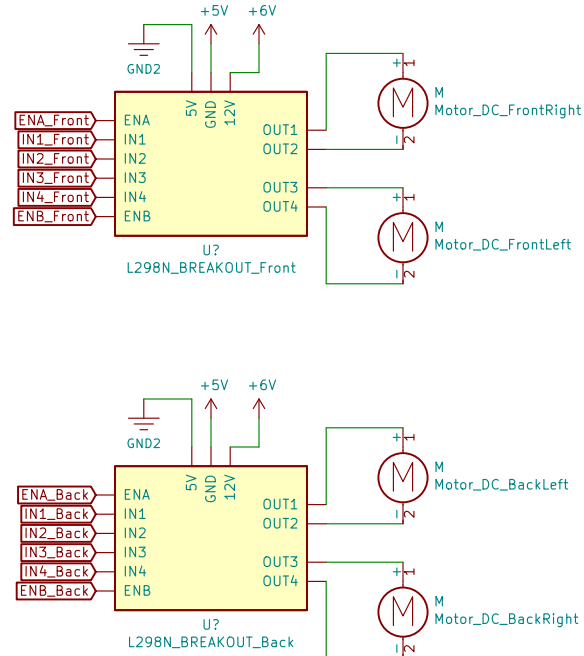 +5V +6V
GND2
5V GND 12V
+ 1
M
Motor_DC_FrontRight
- 2
ENA_Front ENA
IN1_Front IN1
IN2_Front IN2
IN3_Front IN3
IN4_Front IN4
ENB_Front ENB
OUT1
OUT2
OUT3
OUT4
+ 1
M
Motor_DC_FrontLeft
- 2
U?
L298N_BREAKOUT_Front
+5V +6V
GND2
5V GND 12V
+ 1
M
Motor_DC_BackLeft
- 2
ENA_Back ENA
IN1_Back IN1
IN2_Back IN2
IN3_Back IN3
IN4_Back IN4
ENB_Back ENB
OUT1
OUT2
OUT3
OUT4
+ 1
M
Motor_DC_BackRight
- 2
U?
L298N_BREAKOUT_Back